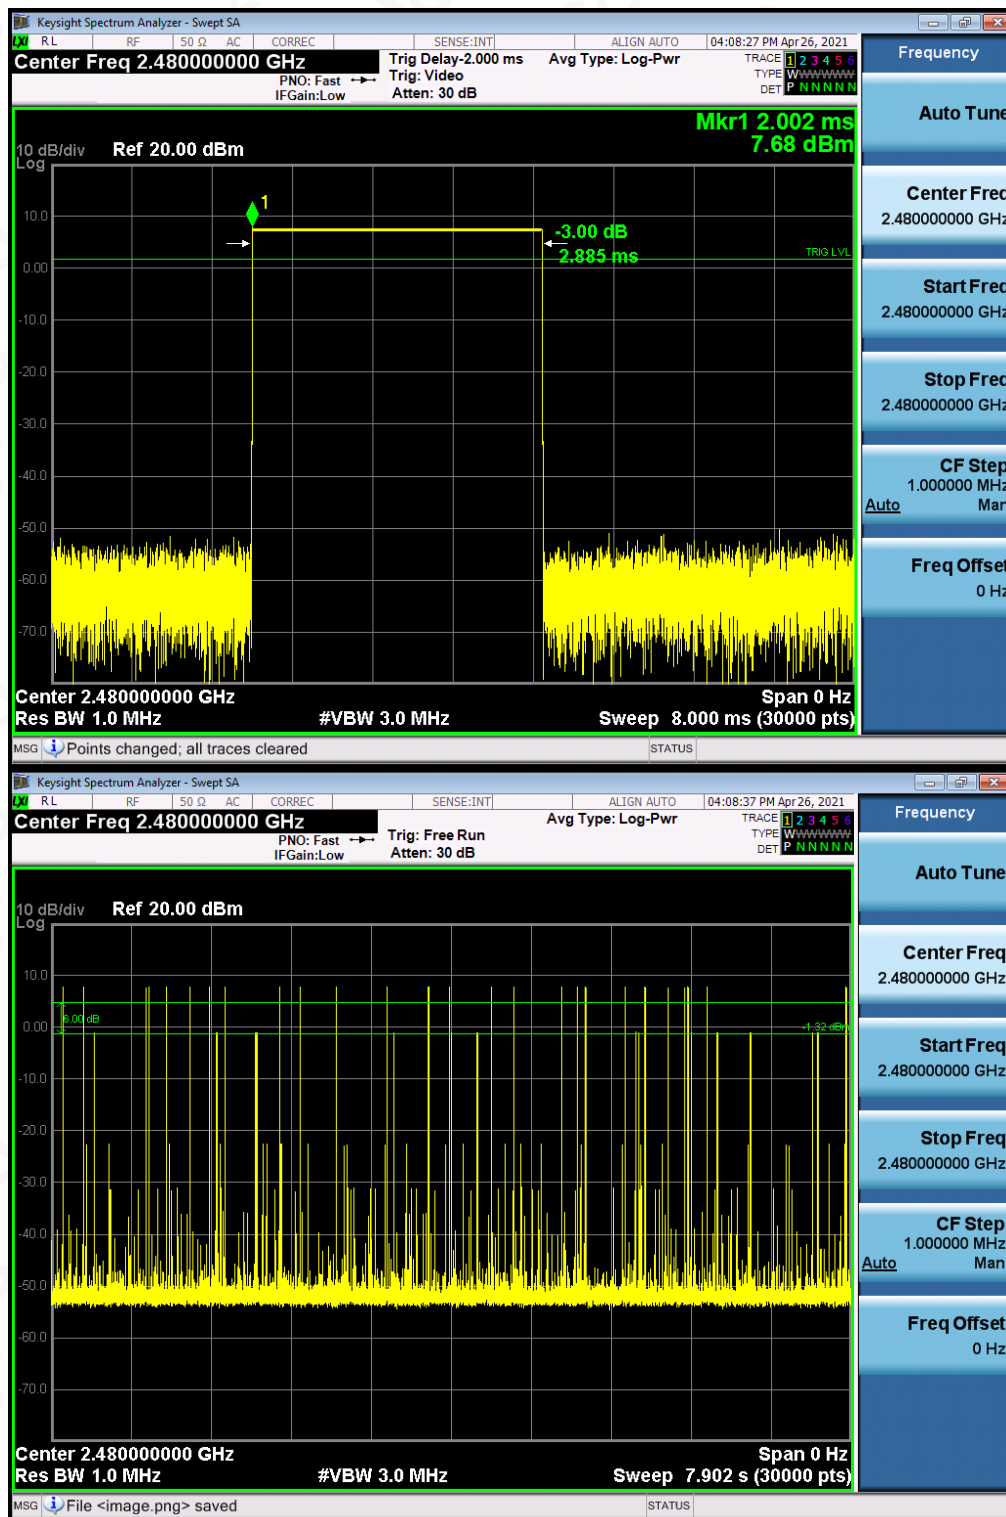 Keysight Spectrum Analyzer - Swept SA
LXI RL RF 50 Ω AC CORREC SENSE:INT ALIGN AUTO 04:08:27 PM Apr 26, 2021
Center Freq 2.480000000 GHz
PNO: Fast
IFGain:Low
Trig Delay-2.000 ms
Trig: Video
Atten: 30 dB
Avg Type: Log-Pwr
TRACE 1 2 3 4 5 6
TYPE WWWWWWW
DET P N N N N N
Mkr1 2.002 ms
7.68 dBm
10 dB/div Ref 20.00 dBm
Log
1
10.0
-3.00 dB
2.885 ms
TRIG LVL
0.00
-10.0
-20.0
-30.0
-40.0
-50.0
-60.0
-70.0
Center 2.480000000 GHz Span 0 Hz
Res BW 1.0 MHz #VBW 3.0 MHz Sweep 8.000 ms (30000 pts)
MSG Points changed; all traces cleared STATUS
Frequency
Auto Tune
Center Freq
2.480000000 GHz
Start Freq
2.480000000 GHz
Stop Freq
2.480000000 GHz
CF Step
1.000000 MHz
Auto Man
Freq Offset
0 Hz
Keysight Spectrum Analyzer - Swept SA
LXI RL RF 50 Ω AC CORREC SENSE:INT ALIGN AUTO 04:08:37 PM Apr 26, 2021
Center Freq 2.480000000 GHz
PNO: Fast
IFGain:Low
Trig: Free Run
Atten: 30 dB
Avg Type: Log-Pwr
TRACE 1 2 3 4 5 6
TYPE WWWWWWW
DET P N N N N N
10 dB/div Ref 20.00 dBm
Log
10.0
6.00 dB
0.00
-1.32 dBm
-10.0
-20.0
-30.0
-40.0
-50.0
-60.0
-70.0
Center 2.480000000 GHz Span 0 Hz
Res BW 1.0 MHz #VBW 3.0 MHz Sweep 7.902 s (30000 pts)
MSG File <image.png> saved STATUS
Frequency
Auto Tune
Center Freq
2.480000000 GHz
Start Freq
2.480000000 GHz
Stop Freq
2.480000000 GHz
CF Step
1.000000 MHz
Auto Man
Freq Offset
0 Hz